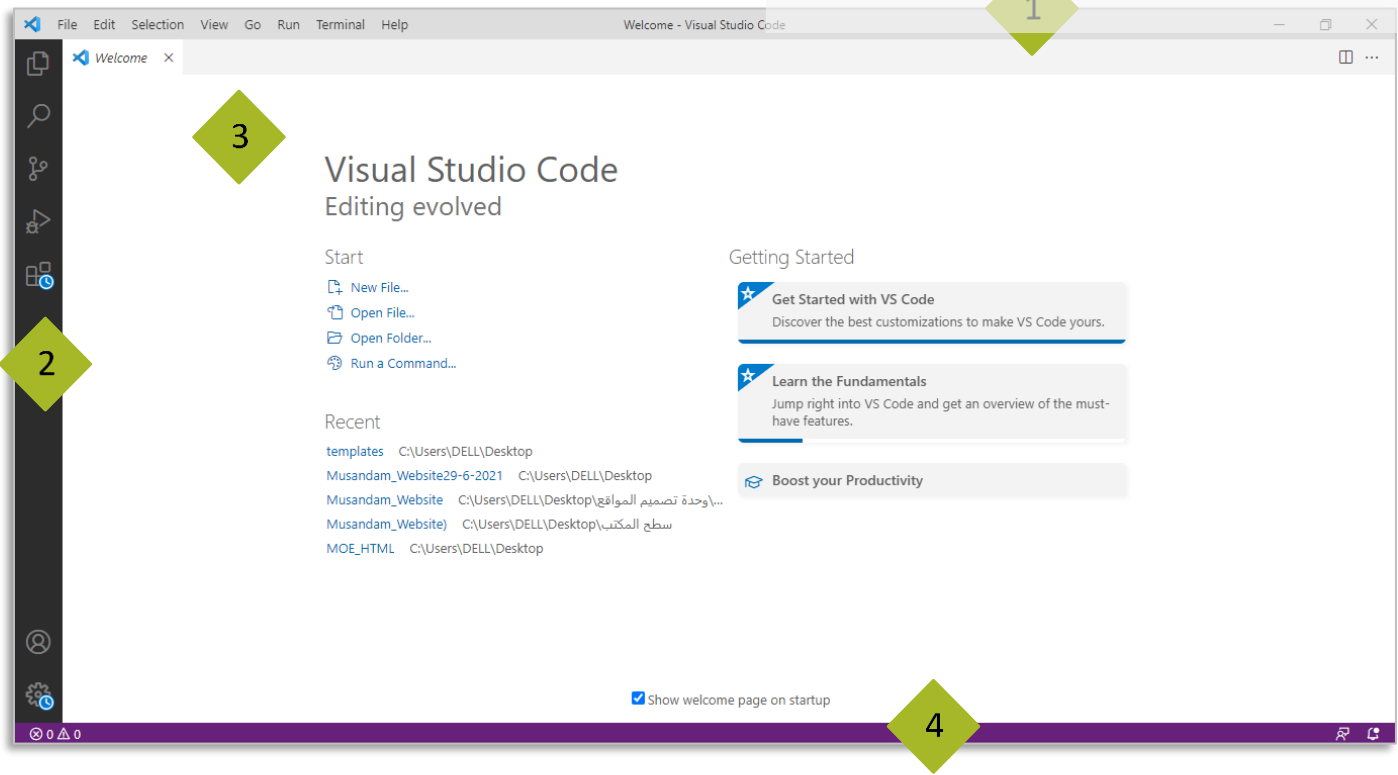 1
File Edit Selection View Go Run Terminal Help Welcome - Visual Studio Code
Welcome
3
Visual Studio Code
Editing evolved
Start
New File...
Open File...
Open Folder...
Run a Command...
2
Recent
templates C:\Users\DELL\Desktop
Musandam_Website29-6-2021 C:\Users\DELL\Desktop
Musandam_Website C:\Users\DELL\Desktop\وحدة تصميم المواقع\...
Musandam_Website) C:\Users\DELL\Desktop\سطح المكتب
MOE_HTML C:\Users\DELL\Desktop
Getting Started
Get Started with VS Code
Discover the best customizations to make VS Code yours.
Learn the Fundamentals
Jump right into VS Code and get an overview of the must-
have features.
Boost your Productivity
Show welcome page on startup
4
0 0